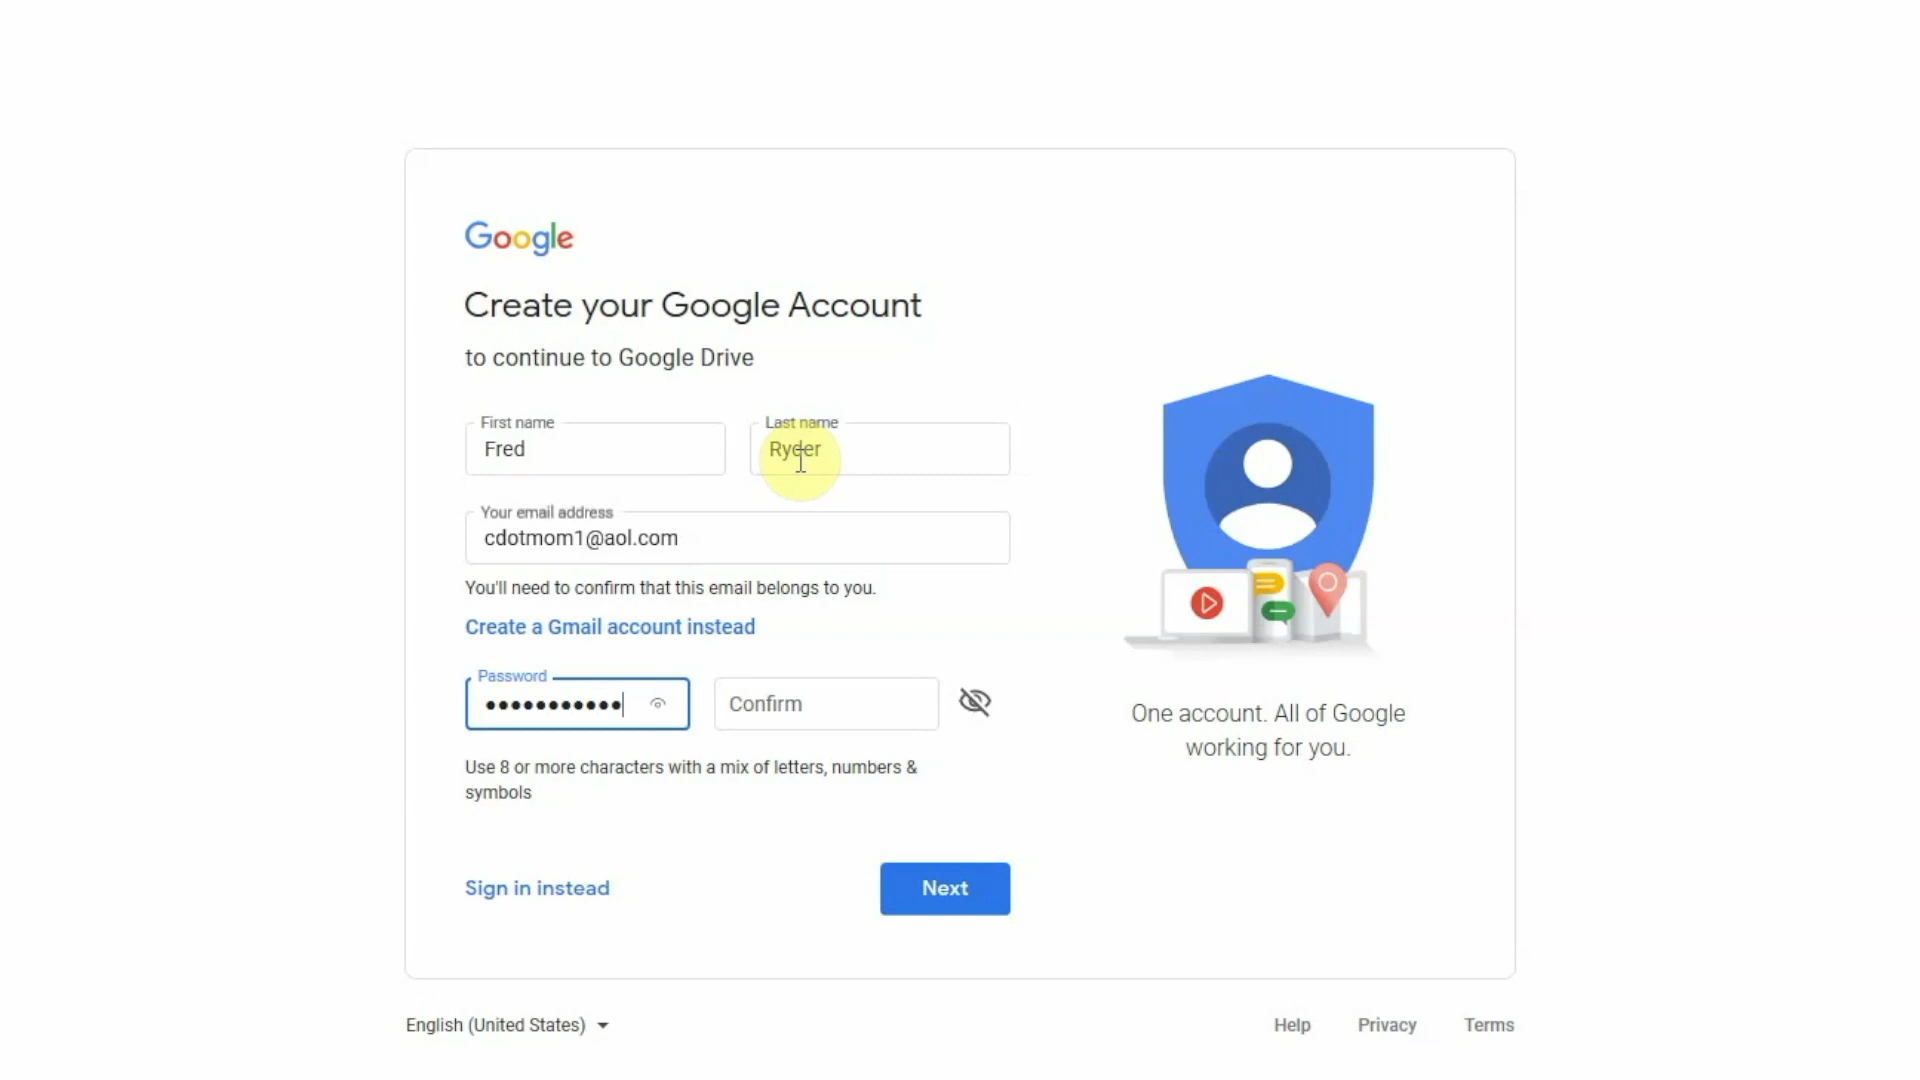 Google
Create your Google Account
to continue to Google Drive
First name
Last name
Fred
Ryder
Your email address
cdotmom1@aol.com
You'll need to confirm that this email belongs to you.
Create a Gmail account instead
Password
•••••••••••
Confirm
Use 8 or more characters with a mix of letters, numbers &
symbols
One account. All of Google
working for you.
Sign in instead
Next
English (United States)
Help
Privacy
Terms